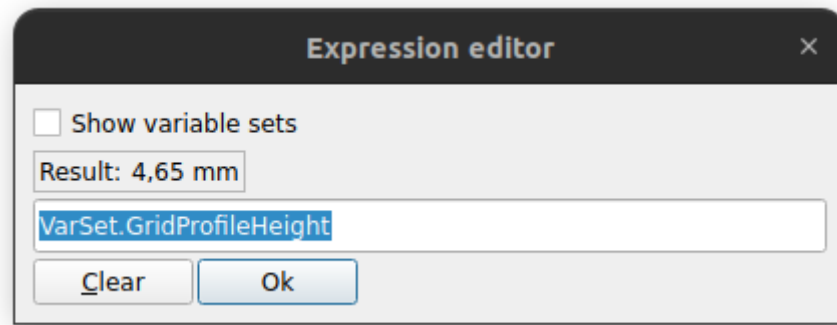 Expression editor
Show variable sets
Result: 4,65 mm
VarSet.GridProfileHeight
Clear
Ok